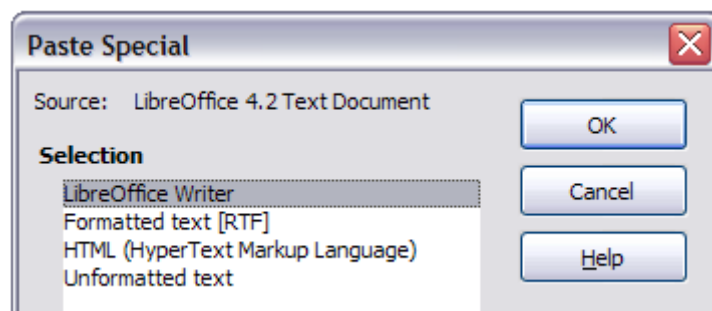 Paste Special
Source: LibreOffice 4.2 Text Document
OK
Selection
LibreOffice Writer
Cancel
Formatted text [RTF]
HTML (HyperText Markup Language)
Help
Unformatted text